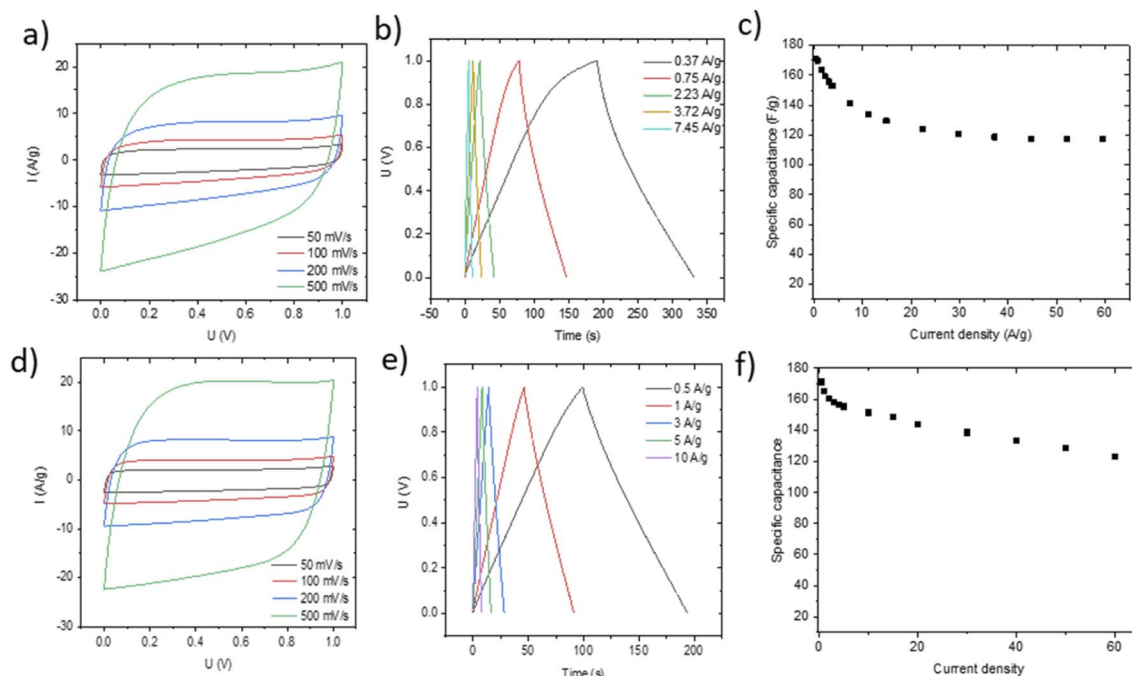 a)
I (A/g)
20
10
0
-10
-20
-30
0.0 0.2 0.4 0.6 0.8 1.0
U (V)
50 mV/s
100 mV/s
200 mV/s
500 mV/s
b)
U (V)
1.0
0.8
0.6
0.4
0.2
0.0
-50 0 50 100 150 200 250 300 350
Time (s)
0.37 A/g
0.75 A/g
2.23 A/g
3.72 A/g
7.45 A/g
c)
Specific capacitance (F/g)
180
160
140
120
100
80
60
40
20
0
0 10 20 30 40 50 60
Current density (A/g)
d)
I (A/g)
20
10
0
-10
-20
-30
0.0 0.2 0.4 0.6 0.8 1.0
U (V)
50 mV/s
100 mV/s
200 mV/s
500 mV/s
e)
U (V)
1.0
0.8
0.6
0.4
0.2
0.0
0 50 100 150 200
Time (s)
0.5 A/g
1 A/g
3 A/g
5 A/g
10 A/g
f)
Specific capacitance
180
160
140
120
100
80
60
40
20
0 20 40 60
Current density